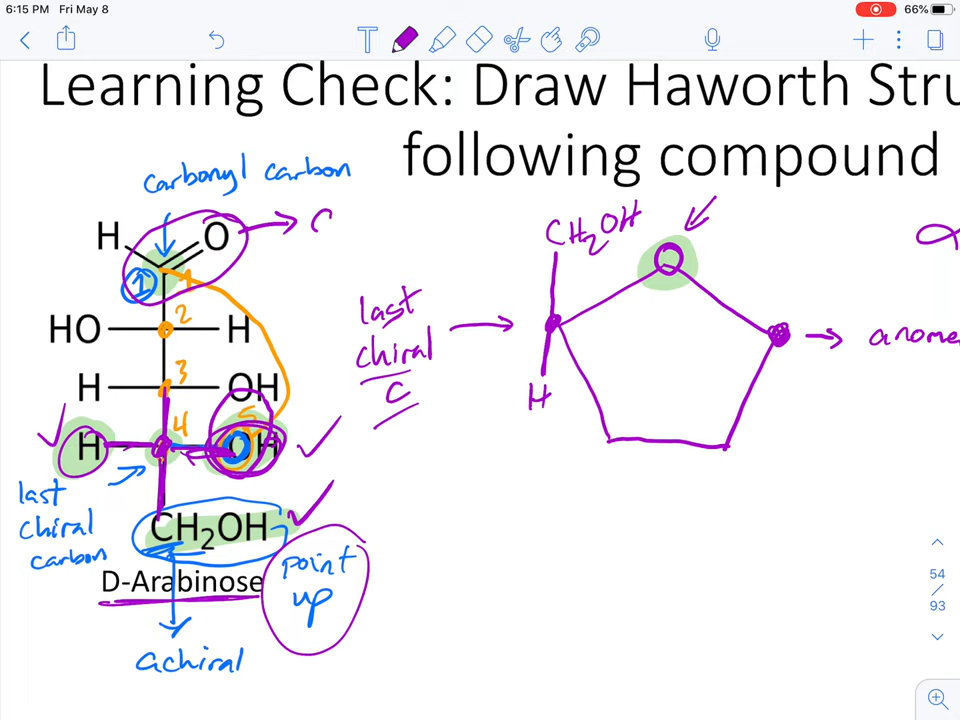 6:15 PM Fri May 8
66%
T
Learning Check: Draw Haworth Stru
following compound
carbonyl carbon
H
O
C
1
1
2
HO
H
3
H
OH
4
5
H
OH
last
chiral
carbon
CH₂OH
D-Arabinose
point
up
achiral
last
chiral
C
CH₂OH
O
H
anome
α
54
/
93